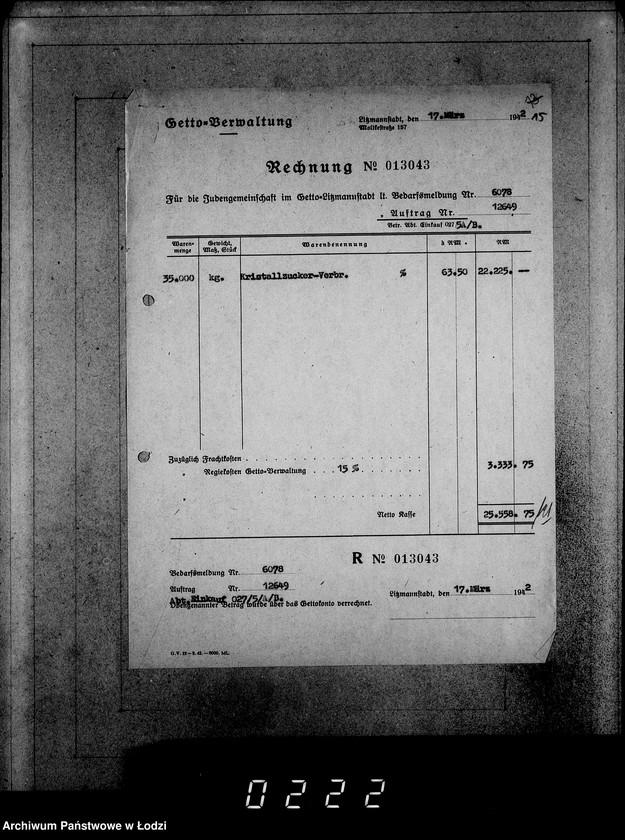 Getto-Verwaltung
Litzmannstadt, den 17.März 1942 15
Moltkestraße 157
Rechnung № 013043
Für die Judengemeinschaft im Getto-Litzmannstadt lt. Bedarfsmeldung Nr. 6078
„ Auftrag Nr. 12649
Betr. Abt. Einkauf 027 5/A/B.
Waren-menge Gewicht, Maß, Stück Warenbenennung à RM RM
35.000 kg. Kristallzucker-Verbr. % 63.50 22.225. —
Zuzüglich Frachtkosten
„ Regiekosten Getto-Verwaltung 15 % 3.333. 75
Netto Kasse 25.558. 75
R № 013043
Bedarfsmeldung Nr. 6078
Auftrag Nr. 12649
Litzmannstadt, den 17.März 1942
Abt.Einkauf 027/5/A/B.
Obengenannter Betrag wurde über das Gettokonto verrechnet.
0222
Archiwum Państwowe w Łodzi